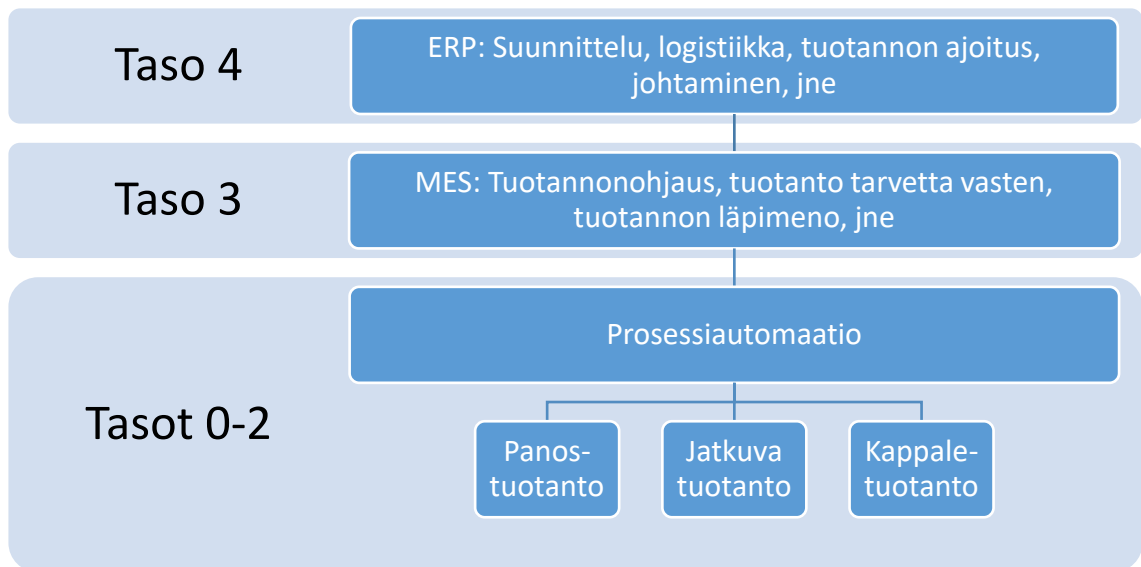 Taso 4
ERP: Suunnittelu, logistiikka, tuotannon ajoitus,
johtaminen, jne
Taso 3
MES: Tuotannonohjaus, tuotanto tarvetta vasten,
tuotannon läpimeno, jne
Tasot 0-2
Prosessiautomaatio
Panos-
tuotanto
Jatkuva
tuotanto
Kappale-
tuotanto